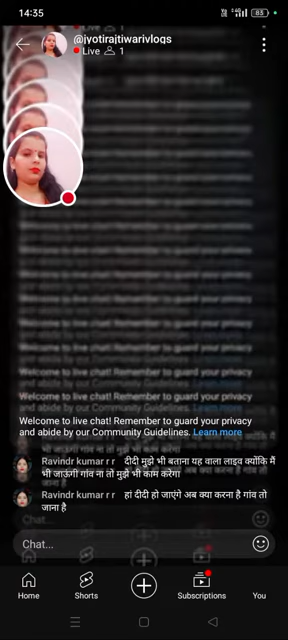 14:35
83
@jyotirajtiwarivlogs
Live 1
Welcome to live chat! Remember to guard your privacy
and abide by our Community Guidelines. Learn more
Ravindr kumar r r दीदी मुझे भी बताना यह वाला लाइव क्योंकि मैं
भी जाऊंगी गांव ना तो मुझे भी काम करेगा
Ravindr kumar r r हां दीदी हो जाएंगे अब क्या करना है गांव तो
जाना है
Chat...
Home
Shorts
Subscriptions
You